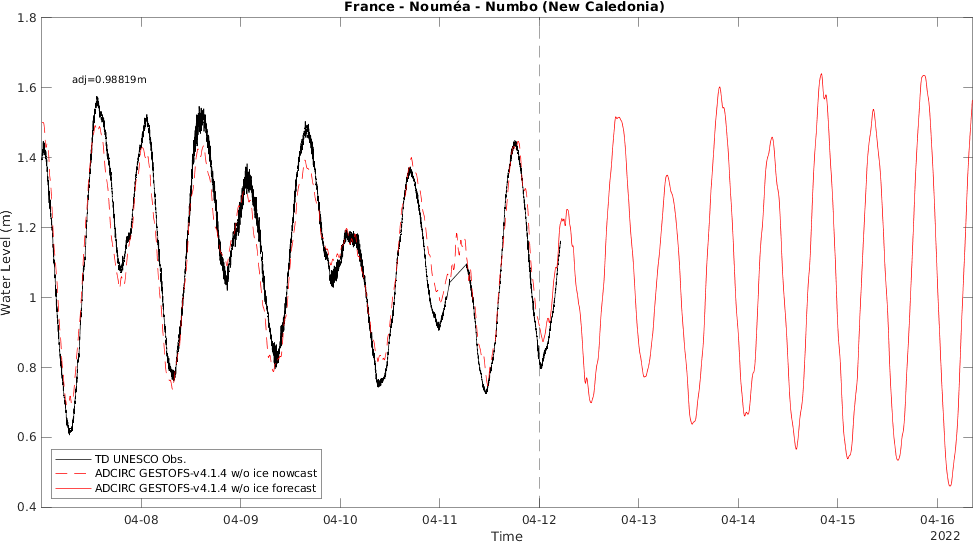 France - Nouméa - Numbo (New Caledonia)
adj=0.98819m
Water Level (m)
1.8
1.6
1.4
1.2
1
0.8
0.6
0.4
TD UNESCO Obs.
ADCIRC GESTOFS-v4.1.4 w/o ice nowcast
ADCIRC GESTOFS-v4.1.4 w/o ice forecast
04-08 04-09 04-10 04-11 04-12 04-13 04-14 04-15 04-16
Time
2022